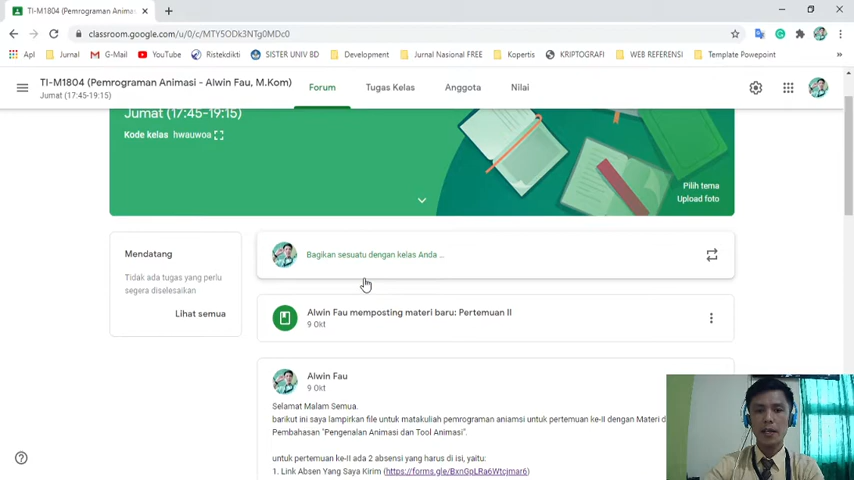 TI-M1804 (Pemrograman Animas
classroom.google.com/u/0/c/MTY5ODk3NTg0MDc0
Apl
Jurnal
G-Mail
YouTube
Ristekdikti
SISTER UNIV BD
Development
Jurnal Nasional FREE
Kopertis
KRIPTOGRAFI
WEB REFERENSI
Template Powepoint
TI-M1804 (Pemrograman Animasi - Alwin Fau, M.Kom)
Jumat (17:45-19:15)
Forum
Tugas Kelas
Anggota
Nilai
Jumat (17:45-19:15)
Kode kelas hwauwoa
Pilih tema
Upload foto
Mendatang
Tidak ada tugas yang perlu
segera diselesaikan
Lihat semua
Bagikan sesuatu dengan kelas Anda ...
Alwin Fau memposting materi baru: Pertemuan II
9 Okt
Alwin Fau
9 Okt
Selamat Malam Semua.
barikut ini saya lampirkan file untuk matakuliah pemrograman aniamsi untuk pertemuan ke-II dengan Materi da
Pembahasan "Pengenalan Animasi dan Tool Animasi".
untuk pertemuan ke-II ada 2 absensi yang harus di isi, yaitu:
1. Link Absen Yang Saya Kirim (https://forms.gle/BxnGpLRa6Wtcjmar6)